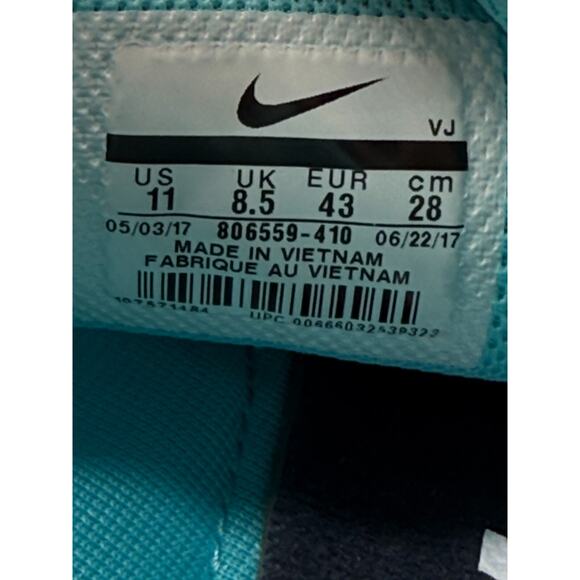 VJ
US UK EUR cm
11 8.5 43 28
05/03/17 806559-410 06/22/17
MADE IN VIETNAM
FABRIQUE AU VIETNAM
UPC